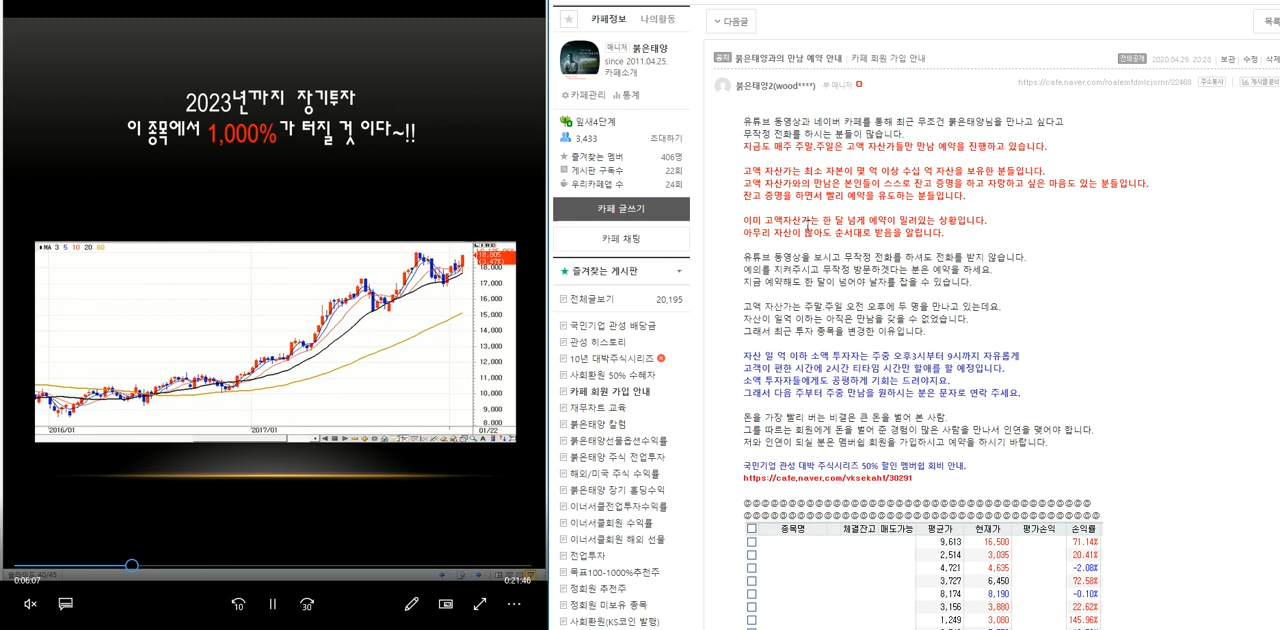 2023년까지 장기투자
이 종목에서 1,000%가 터질 것 이다~!!
MA 3 5 10 20 60
18,805
(3.47%)
18,000
17,000
16,000
15,000
14,000
13,000
12,000
11,000
10,000
9,000
8,000
'2016/01
'2017/01
01/22
슬라이드 40/45
0:06:07
0:21:46
10
30
카페정보
나의활동
매니저 붉은태양
since 2011.04.25.
카페소개
카페관리
통계
잎새4단계
3,433
초대하기
즐겨찾는 멤버
406명
게시판 구독수
22회
우리카페앱 수
24회
카페 글쓰기
카페 채팅
즐겨찾는 게시판
전체글보기
20,195
국민기업 관성 배당금
관성 히스토리
10년 대박주식시리즈
사회환원 50% 수혜자
카페 회원 가입 안내
재무차트 교육
붉은태양 칼럼
붉은태양선물옵션수익률
붉은태양 주식 전업투자
해외/미국 주식 수익률
붉은태양 장기 홀딩수익
이너서클전업투자수익률
이너서클회원 수익률
이너서클회원 해외 선물
전업투자
목표100-1000%추천주
정회원 추천주
정회원 미보유 종목
사회환원(KS코인 발행)
다음글
목록
공지 붉은태양과의 만남 예약 안내 | 카페 회원 가입 안내
전체공개 2020.04.29. 20:28 | 보관 | 수정 | 삭제
붉은태양2(wood****) 부매니저
https://cafe.naver.com/roalemfdmlcjsrnr/22468 주소복사
게시글 분석
유튜브 동영상과 네이버 카페를 통해 최근 무조건 붉은태양님을 만나고 싶다고
무작정 전화를 하시는 분들이 많습니다.
지금도 매주 주말.주일은 고액 자산가들만 만남 예약을 진행하고 있습니다.
고액 자산가는 최소 자본이 몇 억 이상 수십 억 자산을 보유한 분들입니다.
고액 자산가와의 만남은 본인들이 스스로 잔고 증명을 하고 자랑하고 싶은 마음도 있는 분들입니다.
잔고 증명을 하면서 빨리 예약을 유도하는 분들입니다.
이미 고액자산가는 한 달 넘게 예약이 밀려있는 상황입니다.
아무리 자산이 많아도 순서대로 받음을 알립니다.
유튜브 동영상을 보시고 무작정 전화를 하셔도 전화를 받지 않습니다.
예의를 지켜주시고 무작정 방문하겠다는 분은 예약을 하세요.
지금 예약해도 한 달이 넘어야 날자를 잡을 수 있습니다.
고액 자산가는 주말.주일 오전 오후에 두 명을 만나고 있는데요.
자산이 일억 이하는 아직은 만남을 갖을 수 없었습니다.
그래서 최근 투자 종목을 변경한 이유입니다.
자산 일 억 이하 소액 투자자는 주중 오후3시부터 9시까지 자유롭게
고객이 편한 시간에 2시간 티타임 시간만 할애를 할 예정입니다.
소액 투자자들에게도 공평하게 기회는 드려야지요.
그래서 다음 주부터 주중 만남을 원하시는 분은 문자로 연락 주세요.
돈을 가장 빨리 버는 비결은 큰 돈을 벌어 본 사람.
그를 따르는 회원에게 돈을 벌어 준 경험이 많은 사람을 만나서 인연을 맺어야 합니다.
저와 인연이 되실 분은 멤버쉽 회원을 가입하시고 예약을 하시기 바랍니다.
국민기업 관성 대박 주식시리즈 50% 할인 멤버쉽 회비 안내.
https://cafe.naver.com/vksekahf/30291
@@@@@@@@@@@@@@@@@@@@@@@@@@@@@@@@@@@@@@@
@@@@@@@@@@@@@@@@@@@@@@@@@@@@@@@@@@@@@@@@
종목명 체결잔고 매도가능 평균가 현재가 평가손익 손익률
9,613 16,500 71.14%
2,514 3,035 20.41%
4,721 4,635 -2.08%
3,727 6,450 72.58%
8,174 8,190 -0.10%
3,156 3,880 22.62%
1,249 3,080 145.96%